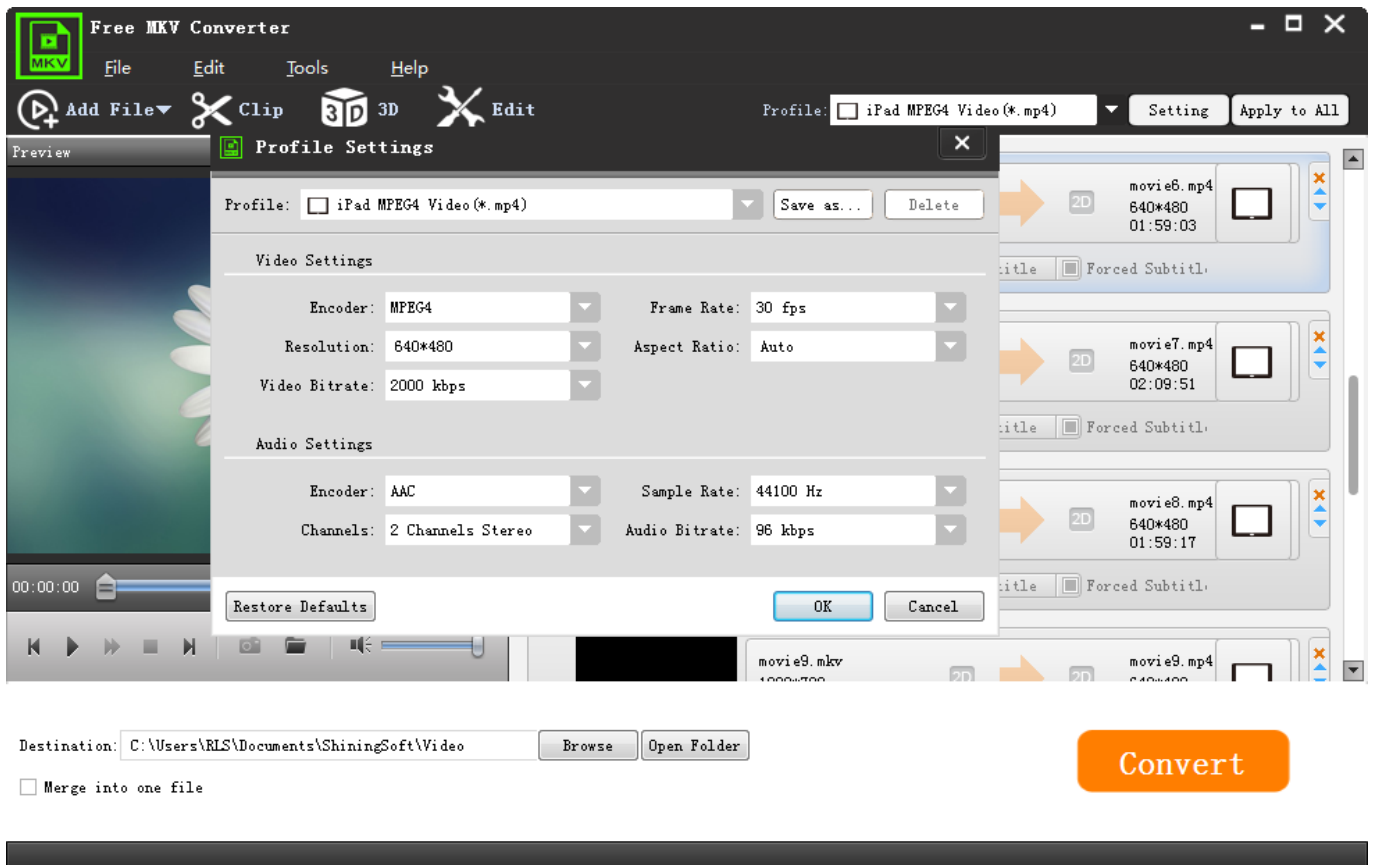 Free MKV Converter
MKV
File Edit Tools Help
Add File Clip 3D 3D Edit Profile: iPad MPEG4 Video(*.mp4) Setting Apply to All
Preview
Profile Settings
Profile: iPad MPEG4 Video(*.mp4) Save as... Delete
Video Settings
Encoder: MPEG4 Frame Rate: 30 fps
Resolution: 640*480 Aspect Ratio: Auto
Video Bitrate: 2000 kbps
Audio Settings
Encoder: AAC Sample Rate: 44100 Hz
Channels: 2 Channels Stereo Audio Bitrate: 96 kbps
Restore Defaults OK Cancel
movie6.mp4
2D 640*480
01:59:03
Forced Subtitl
movie7.mp4
2D 640*480
02:09:51
Forced Subtitl
movie8.mp4
2D 640*480
01:59:17
Forced Subtitl
movie9.mkv 2D 2D movie9.mp4
00:00:00
Destination: C:\Users\RLS\Documents\ShiningSoft\Video Browse Open Folder
Merge into one file
Convert